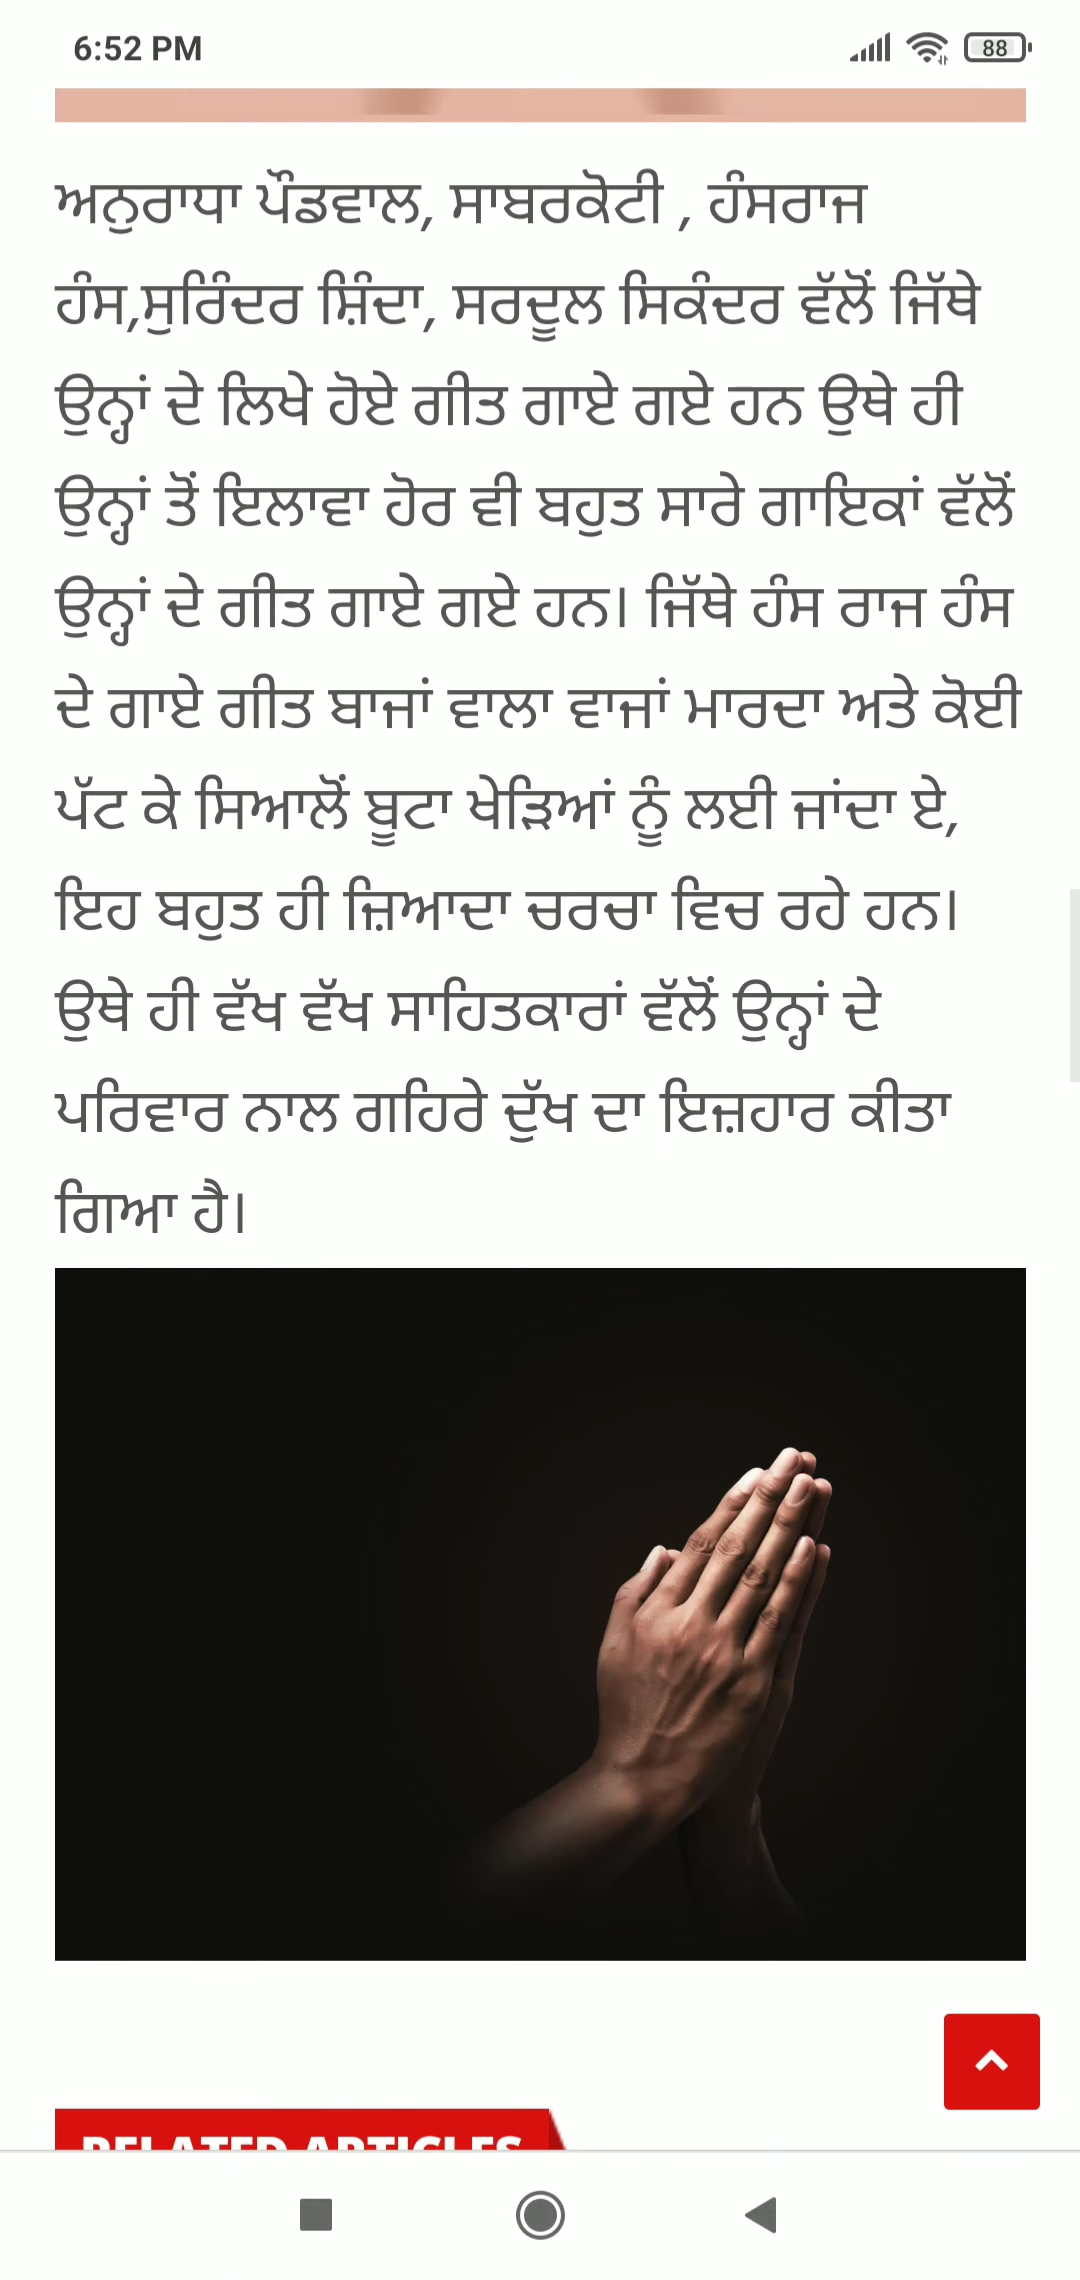 6:52 PM
88
ਅਨੁਰਾਧਾ ਪੌਡਵਾਲ, ਸਾਬਰਕੋਟੀ , ਹੰਸਰਾਜ
ਹੰਸ,ਸੁਰਿੰਦਰ ਸ਼ਿੰਦਾ, ਸਰਦੂਲ ਸਿਕੰਦਰ ਵੱਲੋਂ ਜਿੱਥੇ
ਉਨ੍ਹਾਂ ਦੇ ਲਿਖੇ ਹੋਏ ਗੀਤ ਗਾਏ ਗਏ ਹਨ ਉਥੇ ਹੀ
ਉਨ੍ਹਾਂ ਤੋਂ ਇਲਾਵਾ ਹੋਰ ਵੀ ਬਹੁਤ ਸਾਰੇ ਗਾਇਕਾਂ ਵੱਲੋਂ
ਉਨ੍ਹਾਂ ਦੇ ਗੀਤ ਗਾਏ ਗਏ ਹਨ। ਜਿੱਥੇ ਹੰਸ ਰਾਜ ਹੰਸ
ਦੇ ਗਾਏ ਗੀਤ ਬਾਜਾਂ ਵਾਲਾ ਵਾਜਾਂ ਮਾਰਦਾ ਅਤੇ ਕੋਈ
ਪੱਟ ਕੇ ਸਿਆਲੋਂ ਬੂਟਾ ਖੇੜਿਆਂ ਨੂੰ ਲਈ ਜਾਂਦਾ ਏ,
ਇਹ ਬਹੁਤ ਹੀ ਜ਼ਿਆਦਾ ਚਰਚਾ ਵਿਚ ਰਹੇ ਹਨ।
ਉਥੇ ਹੀ ਵੱਖ ਵੱਖ ਸਾਹਿਤਕਾਰਾਂ ਵੱਲੋਂ ਉਨ੍ਹਾਂ ਦੇ
ਪਰਿਵਾਰ ਨਾਲ ਗਹਿਰੇ ਦੁੱਖ ਦਾ ਇਜ਼ਹਾਰ ਕੀਤਾ
ਗਿਆ ਹੈ।
RELATED ARTICLES